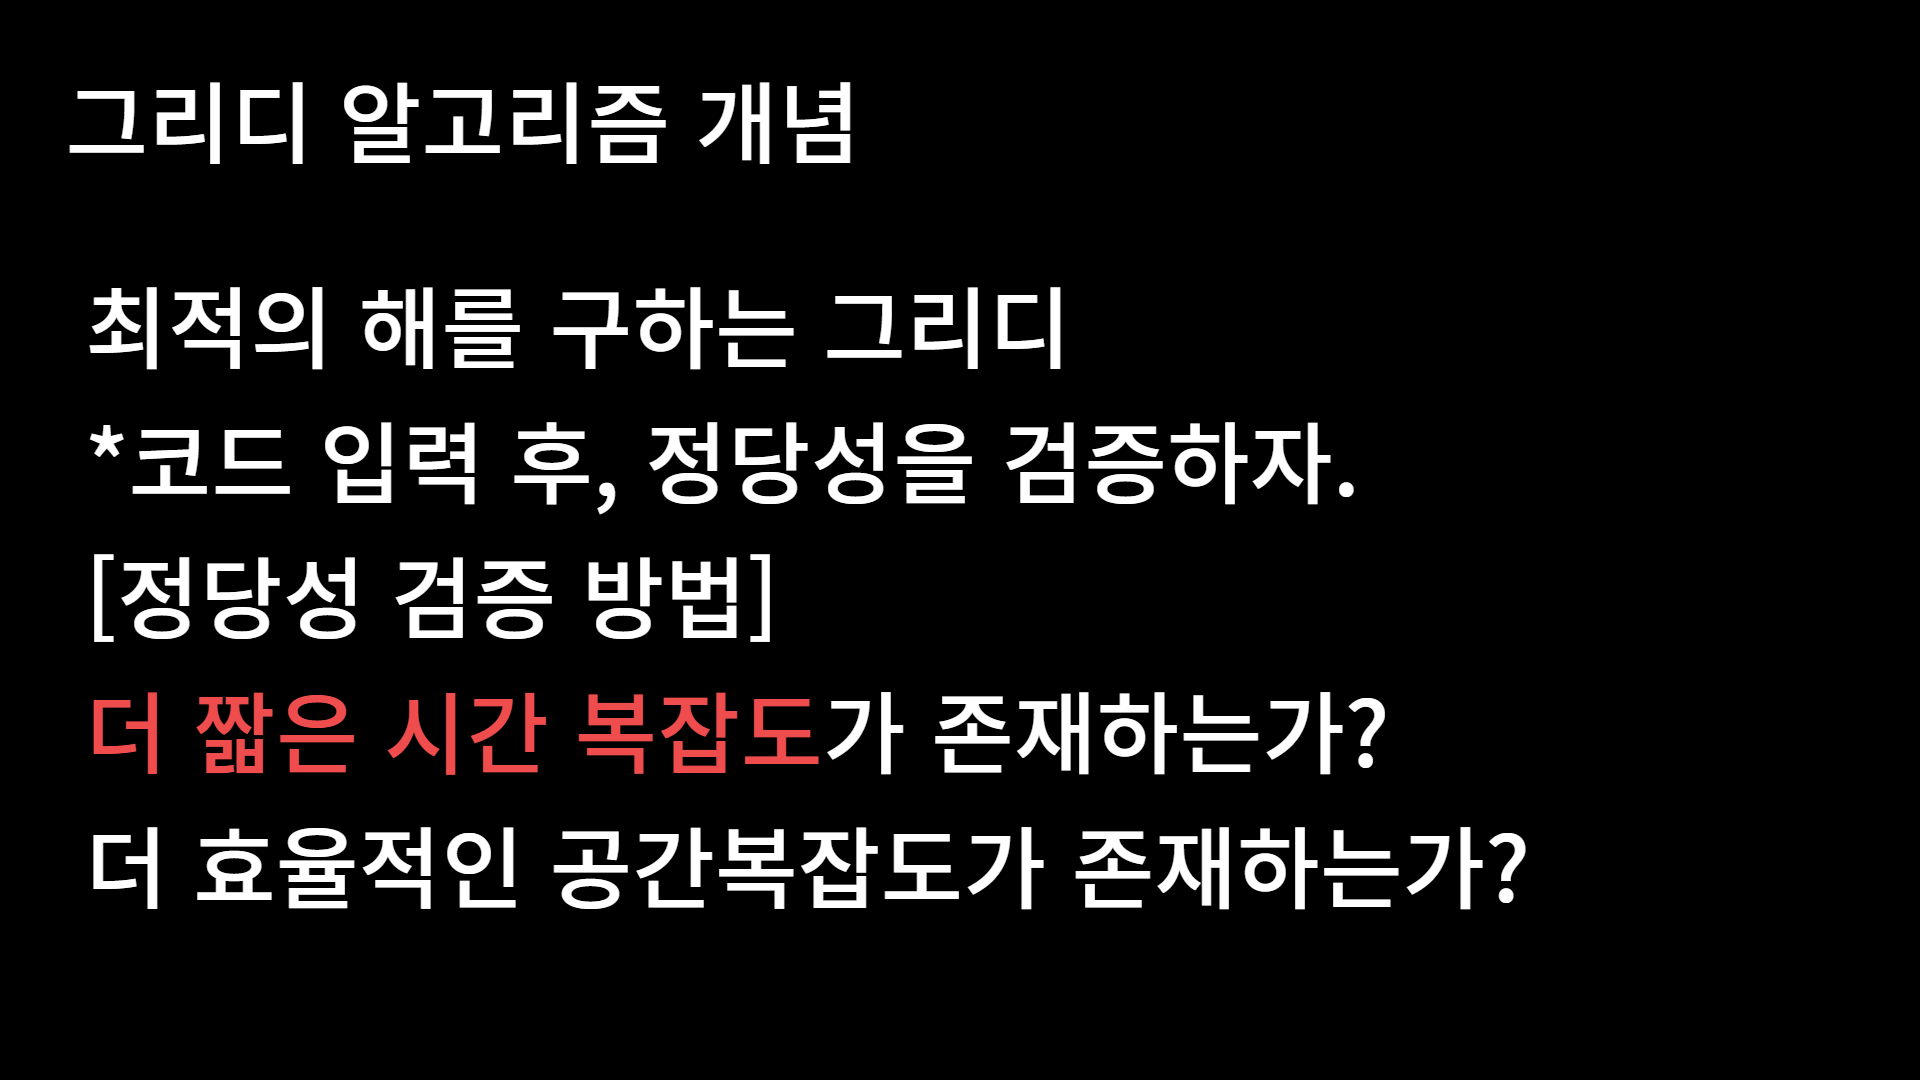 그리디 알고리즘 개념
최적의 해를 구하는 그리디
*코드 입력 후, 정당성을 검증하자.
[정당성 검증 방법]
더 짧은 시간 복잡도가 존재하는가?
더 효율적인 공간복잡도가 존재하는가?